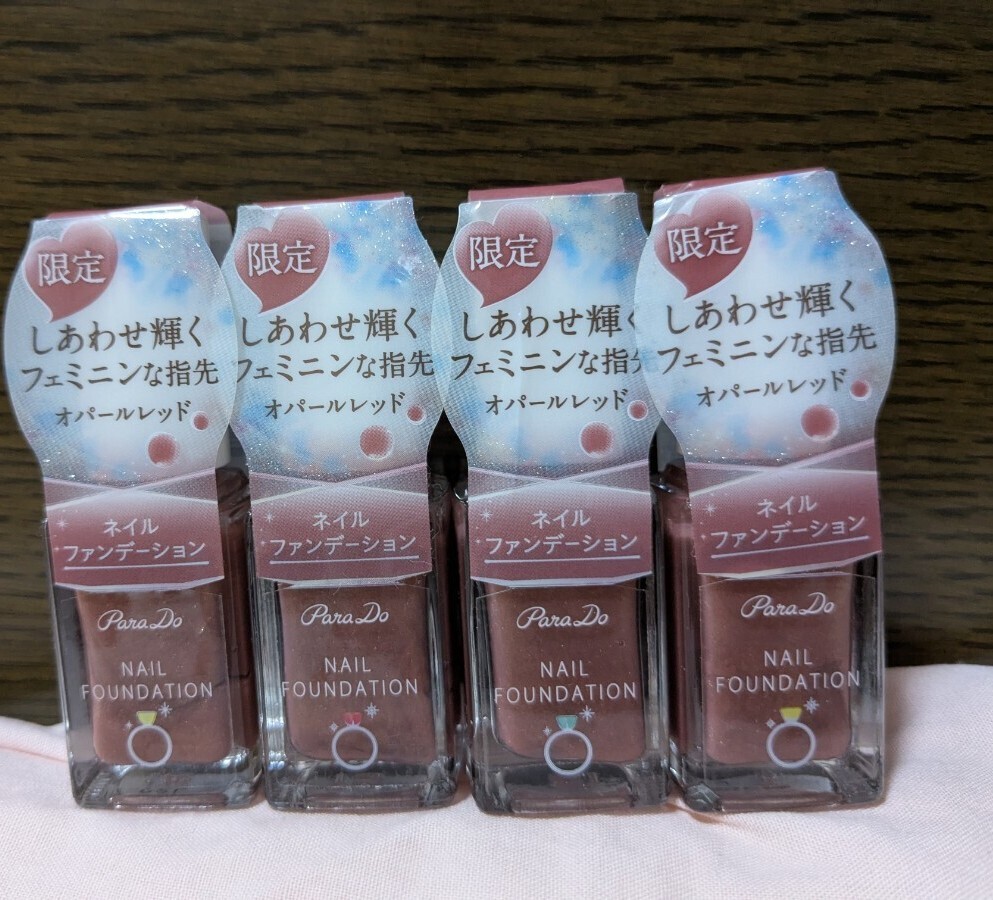 限定
しあわせ輝く
フェミニンな指先
オパールレッド
ネイル
ファンデーション
ParaDo
NAIL
FOUNDATION
限定
しあわせ輝く
フェミニンな指先
オパールレッド
ネイル
ファンデーション
ParaDo
NAIL
FOUNDATION
限定
しあわせ輝く
フェミニンな指先
オパールレッド
ネイル
ファンデーション
ParaDo
NAIL
FOUNDATION
限定
しあわせ輝く
フェミニンな指先
オパールレッド
ネイル
ファンデーション
ParaDo
NAIL
FOUNDATION